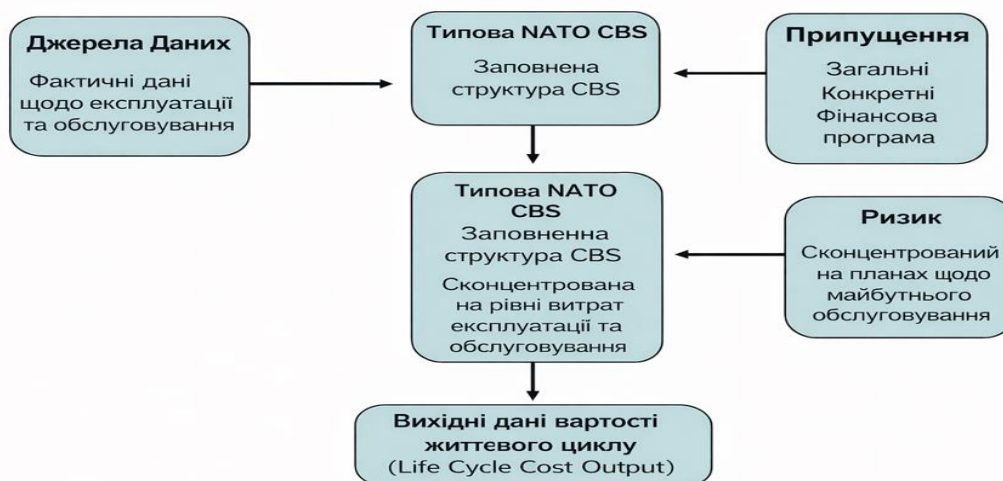 Джерела Даних
Фактичні дані
щодо експлуатації
та обслуговування
Типова NATO CBS
Заповнена
структура CBS
Припущення
Загальні
Конкретні
Фінансова
програма
Типова NATO
CBS
Заповненна
структура CBS
Сконцентрована
на рівні витрат
експлуатації та
обслуговування
Ризик
Сконцентрований
на планах щодо
майбутнього
обслуговування
Вихідні дані вартості
життєвого циклу
(Life Cycle Cost Output)